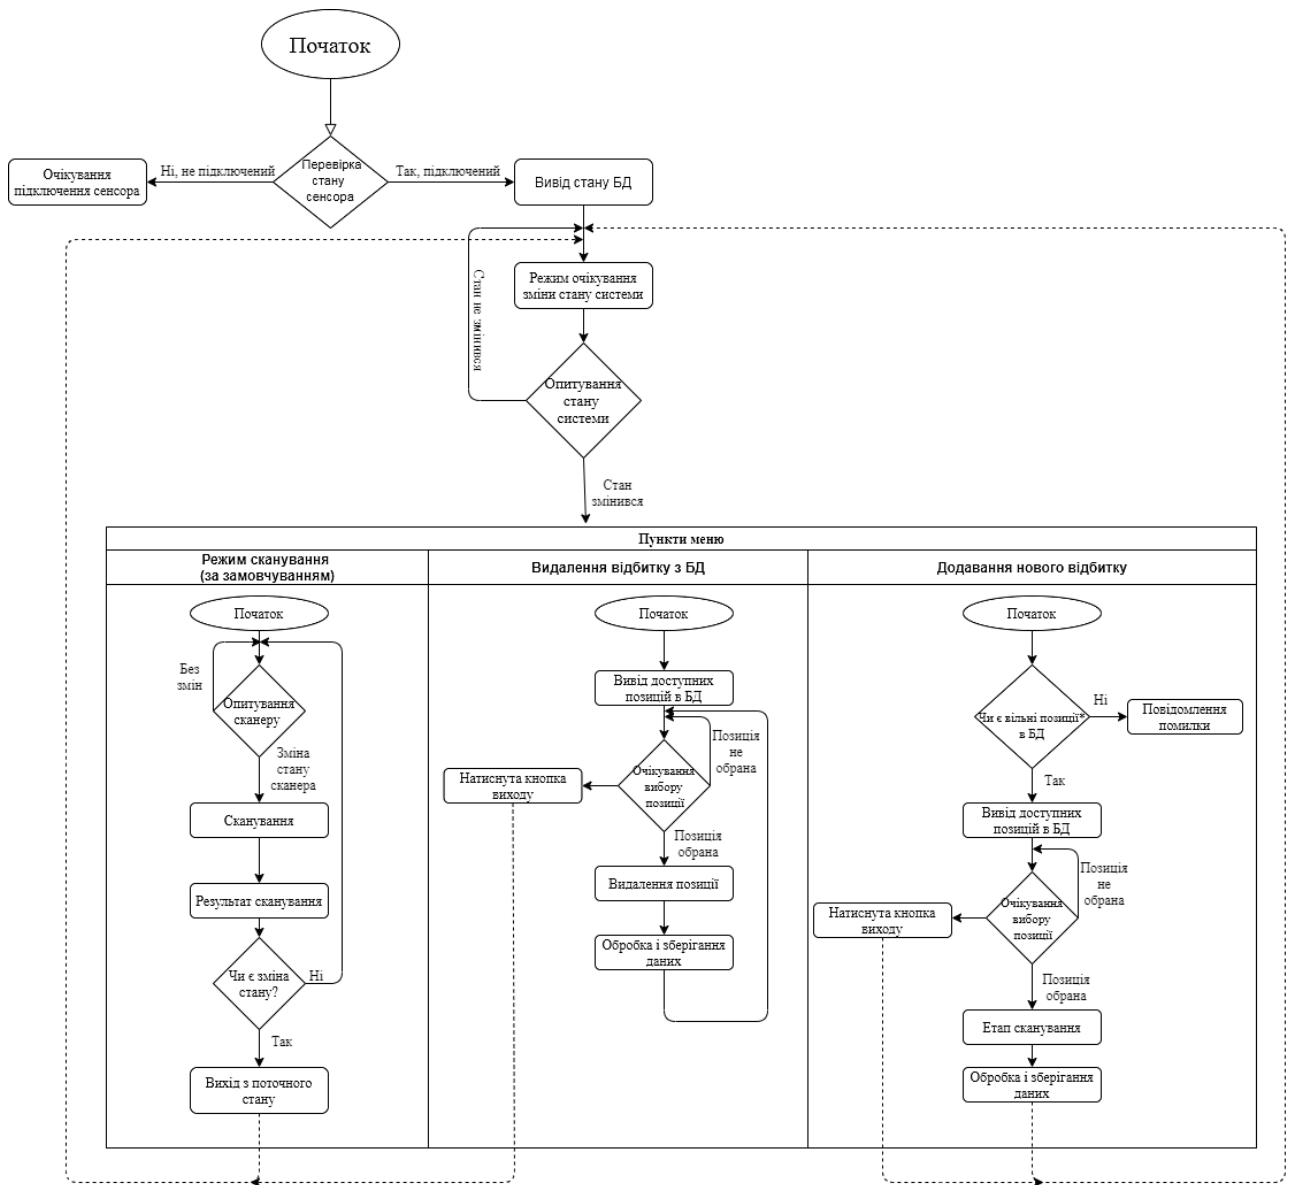 Початок
Перевірка
стану
сенсора
Ні, не підключений
Очікування
підключення сенсора
Так, підключений
Вивід стану БД
Режим очікування
зміни стану системи
Стан не змінився
Опитування
стану
системи
Стан
змінився
Пункти меню
Режим сканування
(за замовчуванням)
Початок
Без
змін
Опитування
сканеру
Зміна
стану
сканера
Сканування
Результат сканування
Чи є зміна
стану?
Ні
Так
Вихід з поточного
стану
Видалення відбитку з БД
Початок
Вивід доступних
позицій в БД
Позиція
не
обрана
Очікування
вибору
позиції
Натиснута кнопка
виходу
Позиція
обрана
Видалення позиції
Обробка і зберігання
даних
Додавання нового відбитку
Початок
Чи є вільні позиції*
в БД
Ні
Повідомлення
помилки
Так
Вивід доступних
позицій в БД
Позиція
не
обрана
Очікування
вибору
позиції
Натиснута кнопка
виходу
Позиція
обрана
Етап сканування
Обробка і зберігання
даних